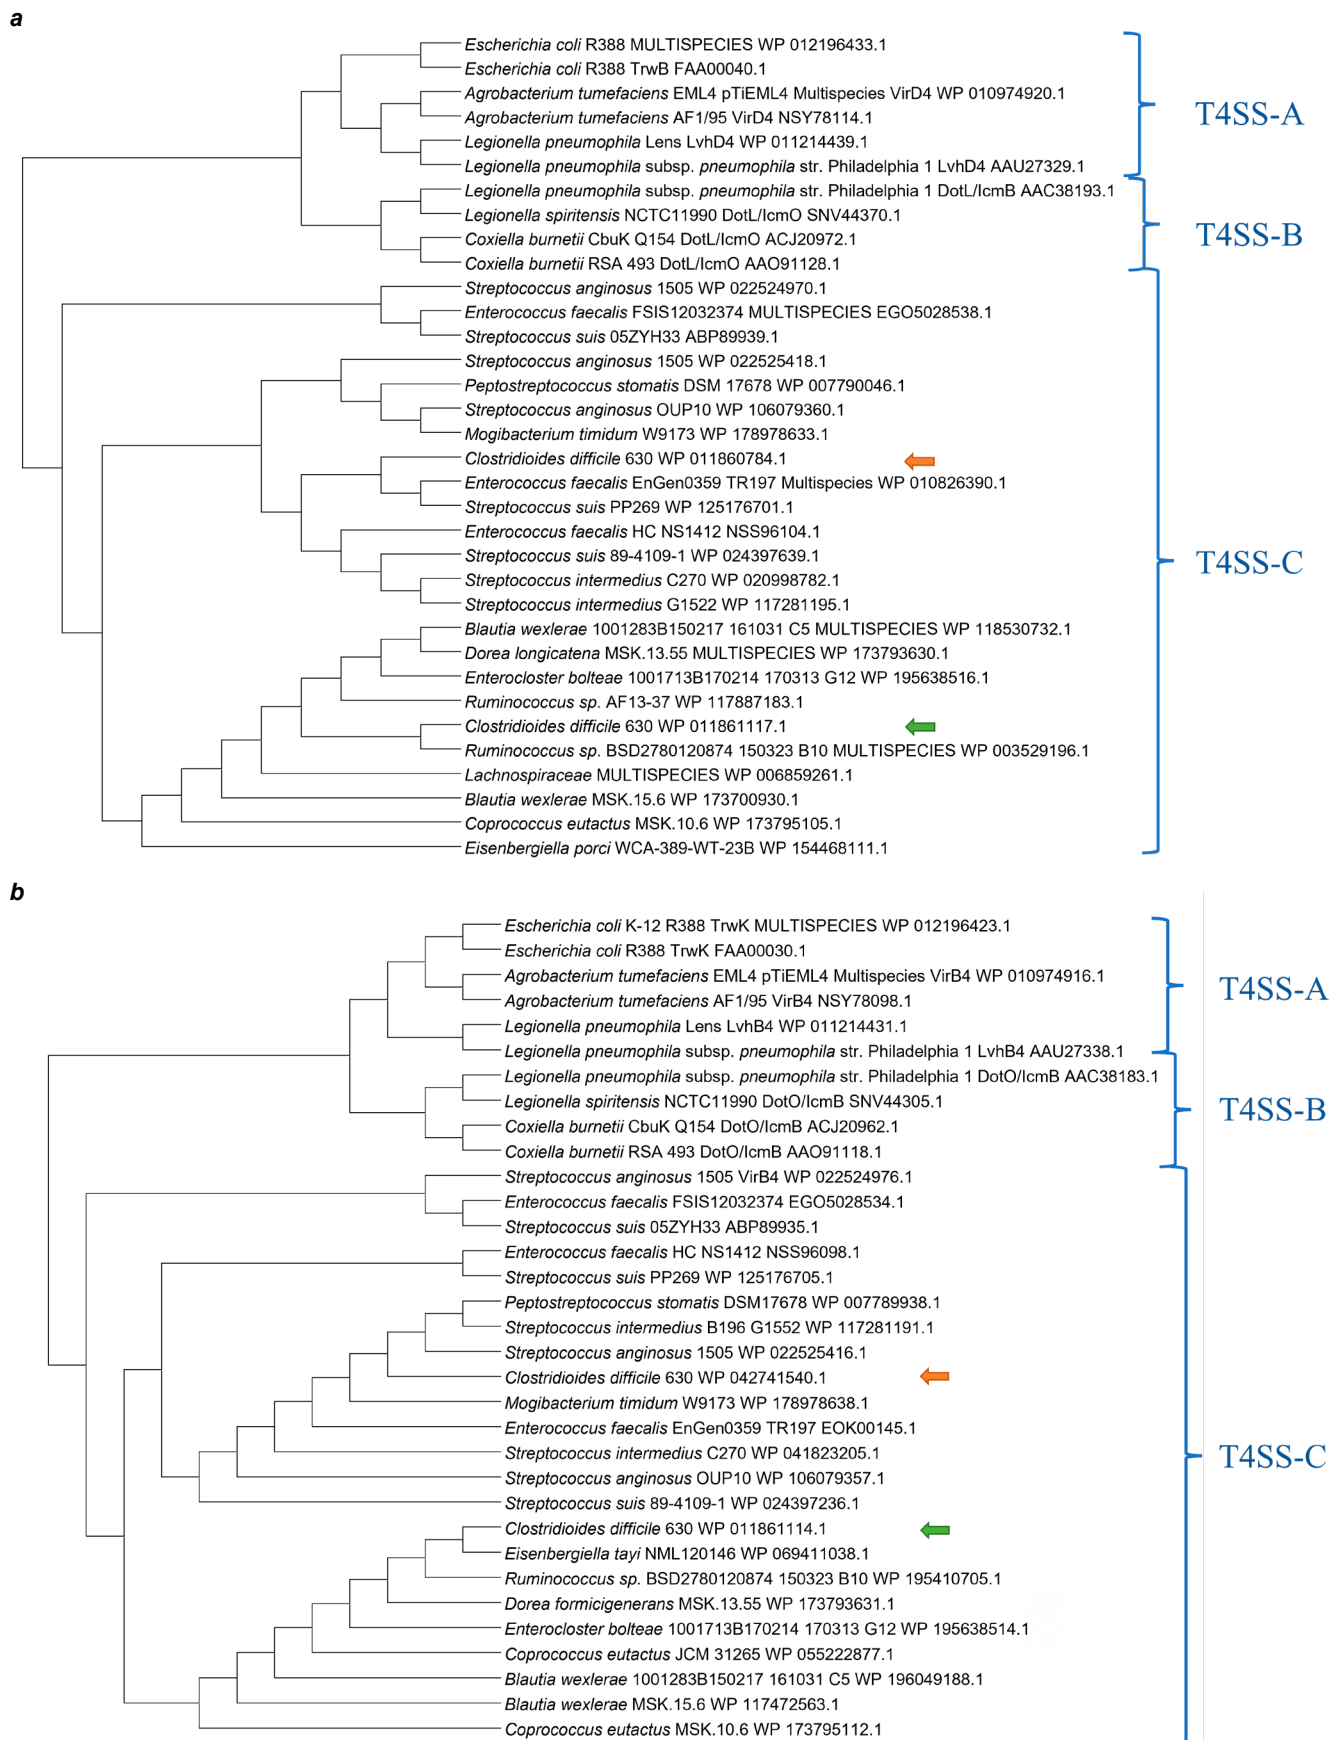 a
Escherichia coli R388 MULTISPECIES WP 012196433.1
Escherichia coli R388 TrwB FAA00040.1
Agrobacterium tumefaciens EML4 pTiEML4 Multispecies VirD4 WP 010974920.1
Agrobacterium tumefaciens AF1/95 VirD4 NSY78114.1
T4SS-A
Legionella pneumophila Lens LvhD4 WP 011214439.1
Legionella pneumophila subsp. pneumophila str. Philadelphia 1 LvhD4 AAU27329.1
Legionella pneumophila subsp. pneumophila str. Philadelphia 1 DotL/IcmB AAC38193.1
Legionella spiritensis NCTC11990 DotL/IcmO SNV44370.1
T4SS-B
Coxiella burnetii CbuK Q154 DotL/IcmO ACJ20972.1
Coxiella burnetii RSA 493 DotL/IcmO AAO91128.1
Streptococcus anginosus 1505 WP 022524970.1
Enterococcus faecalis FSIS12032374 MULTISPECIES EGO5028538.1
Streptococcus suis 05ZYH33 ABP89939.1
Streptococcus anginosus 1505 WP 022525418.1
Peptostreptococcus stomatis DSM 17678 WP 007790046.1
Streptococcus anginosus OUP10 WP 106079360.1
Mogibacterium timidum W9173 WP 178978633.1
Clostridioides difficile 630 WP 011860784.1
Enterococcus faecalis EnGen0359 TR197 Multispecies WP 010826390.1
Streptococcus suis PP269 WP 125176701.1
Enterococcus faecalis HC NS1412 NSS96104.1
Streptococcus suis 89-4109-1 WP 024397639.1
T4SS-C
Streptococcus intermedius C270 WP 020998782.1
Streptococcus intermedius G1522 WP 117281195.1
Blautia wexlerae 1001283B150217 161031 C5 MULTISPECIES WP 118530732.1
Dorea longicatena MSK.13.55 MULTISPECIES WP 173793630.1
Enterocloster bolteae 1001713B170214 170313 G12 WP 195638516.1
Ruminococcus sp. AF13-37 WP 117887183.1
Clostridioides difficile 630 WP 011861117.1
Ruminococcus sp. BSD2780120874 150323 B10 MULTISPECIES WP 003529196.1
Lachnospiraceae MULTISPECIES WP 006859261.1
Blautia wexlerae MSK.15.6 WP 173700930.1
Coprococcus eutactus MSK.10.6 WP 173795105.1
Eisenbergiella porci WCA-389-WT-23B WP 154468111.1
b
Escherichia coli K-12 R388 TrwK MULTISPECIES WP 012196423.1
Escherichia coli R388 TrwK FAA00030.1
Agrobacterium tumefaciens EML4 pTiEML4 Multispecies VirB4 WP 010974916.1
T4SS-A
Agrobacterium tumefaciens AF1/95 VirB4 NSY78098.1
Legionella pneumophila Lens LvhB4 WP 011214431.1
Legionella pneumophila subsp. pneumophila str. Philadelphia 1 LvhB4 AAU27338.1
Legionella pneumophila subsp. pneumophila str. Philadelphia 1 DotO/IcmB AAC38183.1
Legionella spiritensis NCTC11990 DotO/IcmB SNV44305.1
T4SS-B
Coxiella burnetii CbuK Q154 DotO/IcmB ACJ20962.1
Coxiella burnetii RSA 493 DotO/IcmB AAO91118.1
Streptococcus anginosus 1505 VirB4 WP 022524976.1
Enterococcus faecalis FSIS12032374 EGO5028534.1
Streptococcus suis 05ZYH33 ABP89935.1
Enterococcus faecalis HC NS1412 NSS96098.1
Streptococcus suis PP269 WP 125176705.1
Peptostreptococcus stomatis DSM17678 WP 007789938.1
Streptococcus intermedius B196 G1552 WP 117281191.1
Streptococcus anginosus 1505 WP 022525416.1
Clostridioides difficile 630 WP 042741540.1
Mogibacterium timidum W9173 WP 178978638.1
Enterococcus faecalis EnGen0359 TR197 EOK00145.1
Streptococcus intermedius C270 WP 041823205.1
T4SS-C
Streptococcus anginosus OUP10 WP 106079357.1
Streptococcus suis 89-4109-1 WP 024397236.1
Clostridioides difficile 630 WP 011861114.1
Eisenbergiella tayi NML120146 WP 069411038.1
Ruminococcus sp. BSD2780120874 150323 B10 WP 195410705.1
Dorea formicigenerans MSK.13.55 WP 173793631.1
Enterocloster bolteae 1001713B170214 170313 G12 WP 195638514.1
Coprococcus eutactus JCM 31265 WP 055222877.1
Blautia wexlerae 1001283B150217 161031 C5 WP 196049188.1
Blautia wexlerae MSK.15.6 WP 117472563.1
Coprococcus eutactus MSK.10.6 WP 173795112.1